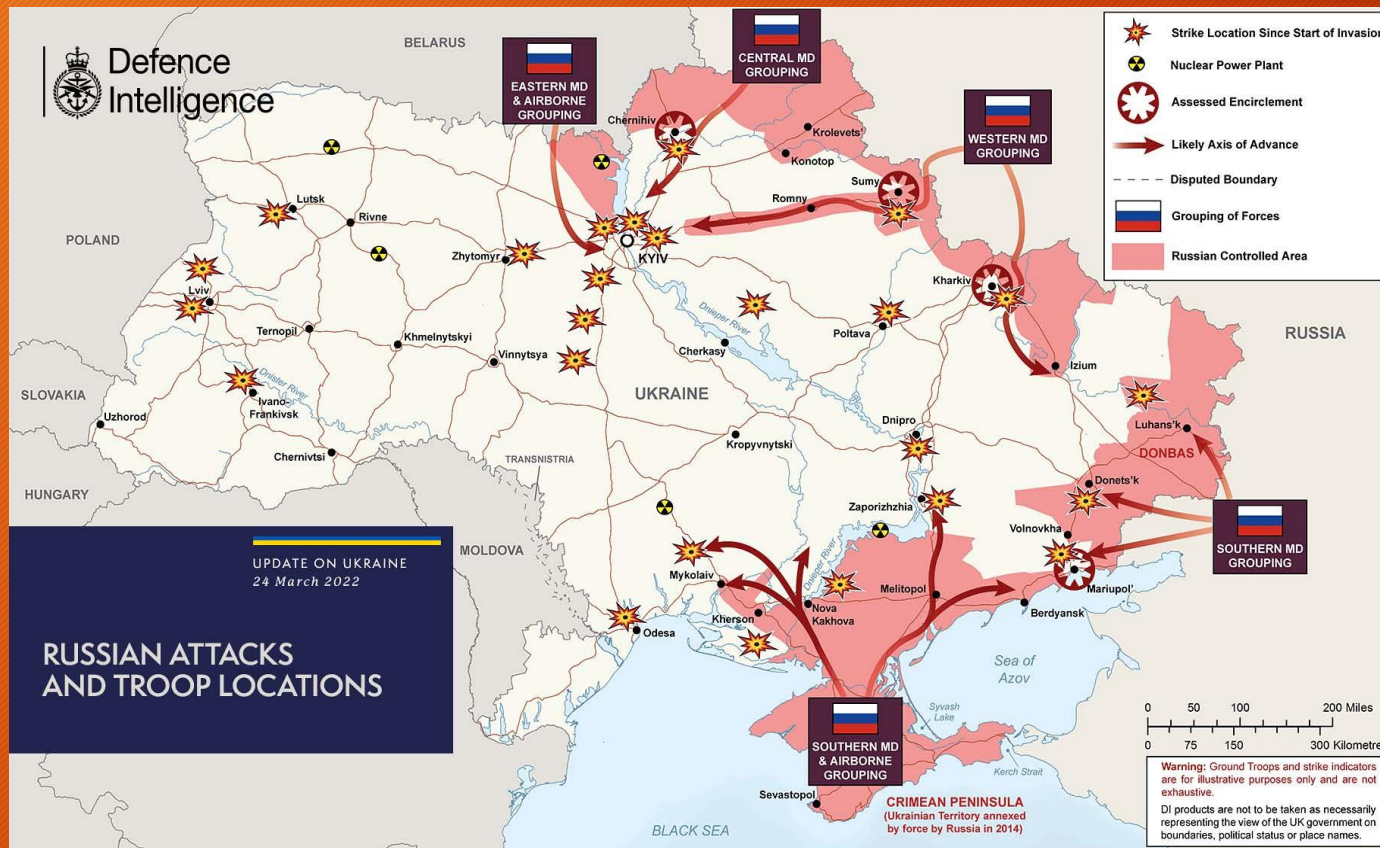 Defence
Intelligence
BELARUS
EASTERN MD
& AIRBORNE
GROUPING
CENTRAL MD
GROUPING
WESTERN MD
GROUPING
Strike Location Since Start of Invasion
Nuclear Power Plant
Assessed Encirclement
Likely Axis of Advance
Disputed Boundary
Grouping of Forces
Russian Controlled Area
Chernihiv
Krolevets'
Konotop
Sumy
Romny
Lutsk
Rivne
POLAND
Zhytomyr
KYIV
Kharkiv
Lviv
Ternopil
Khmelnytskyi
Vinnytsya
Dnieper River
Cherkasy
Poltava
RUSSIA
Izium
SLOVAKIA
Uzhorod
Dnister River
Ivano-
Frankivsk
UKRAINE
Chernivtsi
Kropyvnytski
Dnipro
Luhans'k
DONBAS
TRANSNISTRIA
HUNGARY
Donets'k
Zaporizhzhia
Volnovkha
SOUTHERN MD
GROUPING
MOLDOVA
UPDATE ON UKRAINE
24 March 2022
RUSSIAN ATTACKS
AND TROOP LOCATIONS
Mykolaiv
Dnieper River
Melitopol
Mariupol'
Kherson
Nova
Kakhova
Berdyansk
Odesa
Sea of
Azov
Syvash
Lake
SOUTHERN MD
& AIRBORNE
GROUPING
Kerch Strait
Sevastopol
CRIMEAN PENINSULA
(Ukrainian Territory annexed
by force by Russia in 2014)
BLACK SEA
0 50 100 200 Miles
0 75 150 300 Kilometre
Warning: Ground Troops and strike indicators
are for illustrative purposes only and are not
exhaustive.
DI products are not to be taken as necessarily
representing the view of the UK government on
boundaries, political status or place names.